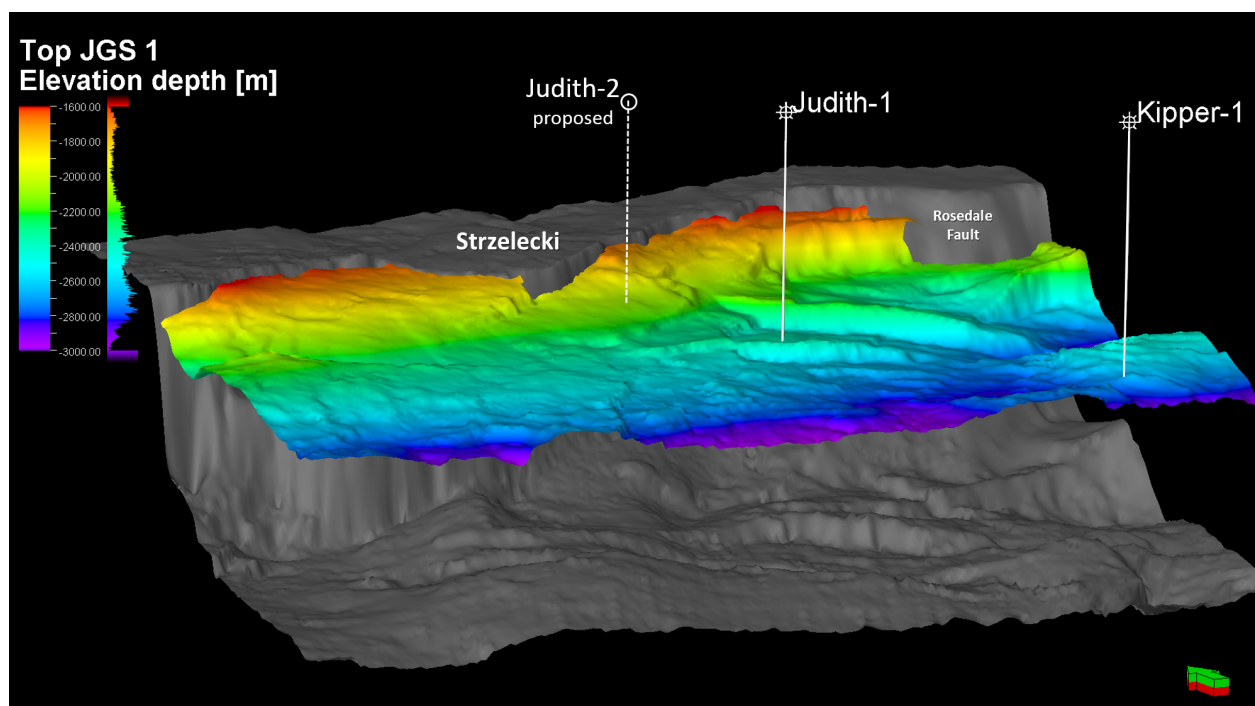 Top JGS 1
Elevation depth [m]
-1600.00
-1800.00
-2000.00
-2200.00
-2400.00
-2600.00
-2800.00
-3000.00
Judith-2
proposed
Judith-1
Kipper-1
Strzelecki
Rosedale
Fault